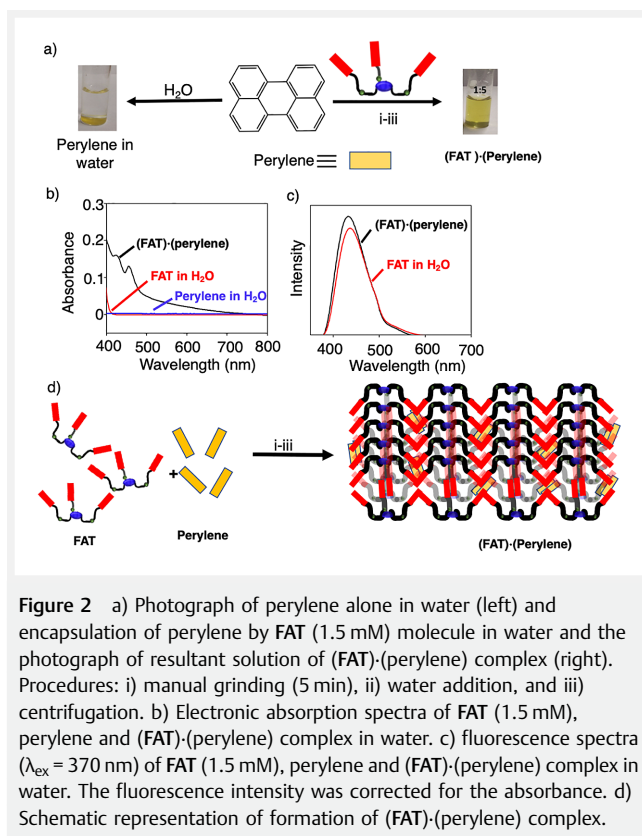 a)
H₂O
1:5
i-iii
Perylene in
water
Perylene
(FAT )·(Perylene)
b)
0.3
0.2
0.1
0
Absorbance
(FAT)·(perylene)
FAT in H₂O
Perylene in H₂O
400 500 600 700 800
Wavelength (nm)
c)
Intensity
(FAT)·(perylene)
FAT in H₂O
400 500 600 700
Wavelength (nm)
d)
+
i-iii
FAT
Perylene
(FAT)·(Perylene)
Figure 2 a) Photograph of perylene alone in water (left) and
encapsulation of perylene by FAT (1.5 mM) molecule in water and the
photograph of resultant solution of (FAT)·(perylene) complex (right).
Procedures: i) manual grinding (5 min), ii) water addition, and iii)
centrifugation. b) Electronic absorption spectra of FAT (1.5 mM),
perylene and (FAT)·(perylene) complex in water. c) fluorescence spectra
(λex = 370 nm) of FAT (1.5 mM), perylene and (FAT)·(perylene) complex in
water. The fluorescence intensity was corrected for the absorbance. d)
Schematic representation of formation of (FAT)·(perylene) complex.